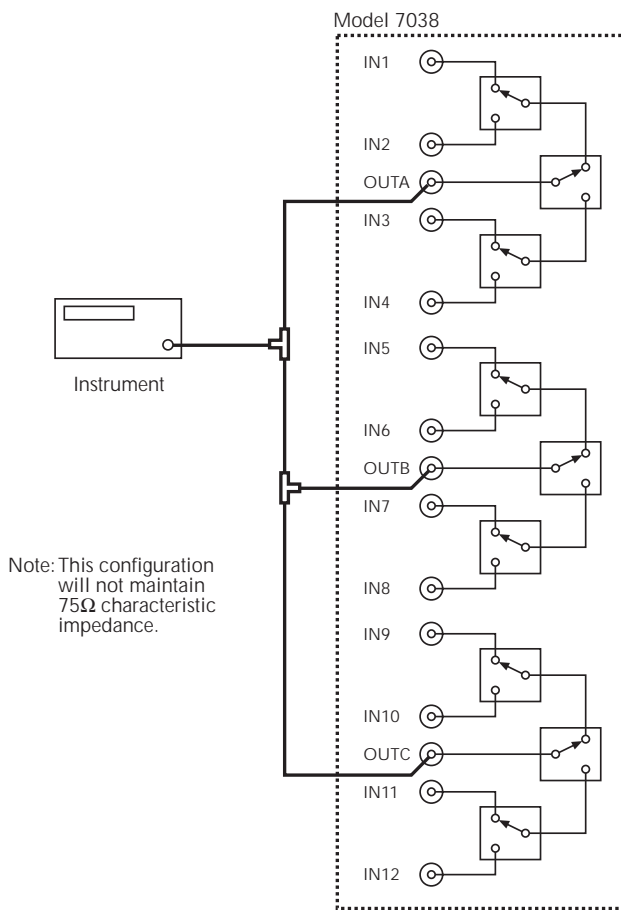 Model 7038
IN1
IN2
OUTA
IN3
IN4
Instrument
IN5
IN6
OUTB
IN7
IN8
Note: This configuration
will not maintain
75Ω characteristic
impedance.
IN9
IN10
OUTC
IN11
IN12